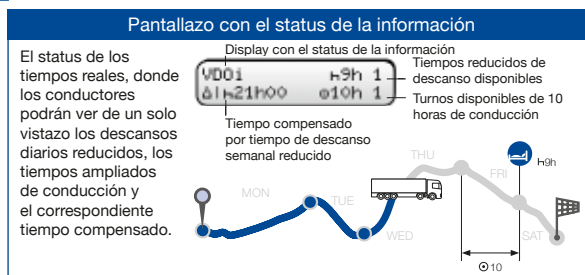 Pantallazo con el status de la información
El status de los
tiempos reales, donde
los conductores
podrán ver de un solo
vistazo los descansos
diarios reducidos, los
tiempos ampliados
de conducción y
el correspondiente
tiempo compensado.
Display con el status de la información
VDOi 9h 1
21h00 10h 1
Tiempos reducidos de
descanso disponibles
Turnos disponibles de 10
horas de conducción
Tiempo compensado
por tiempo de descanso
semanal reducido
MON
TUE
WED
THU
FRI
SAT
9h
10